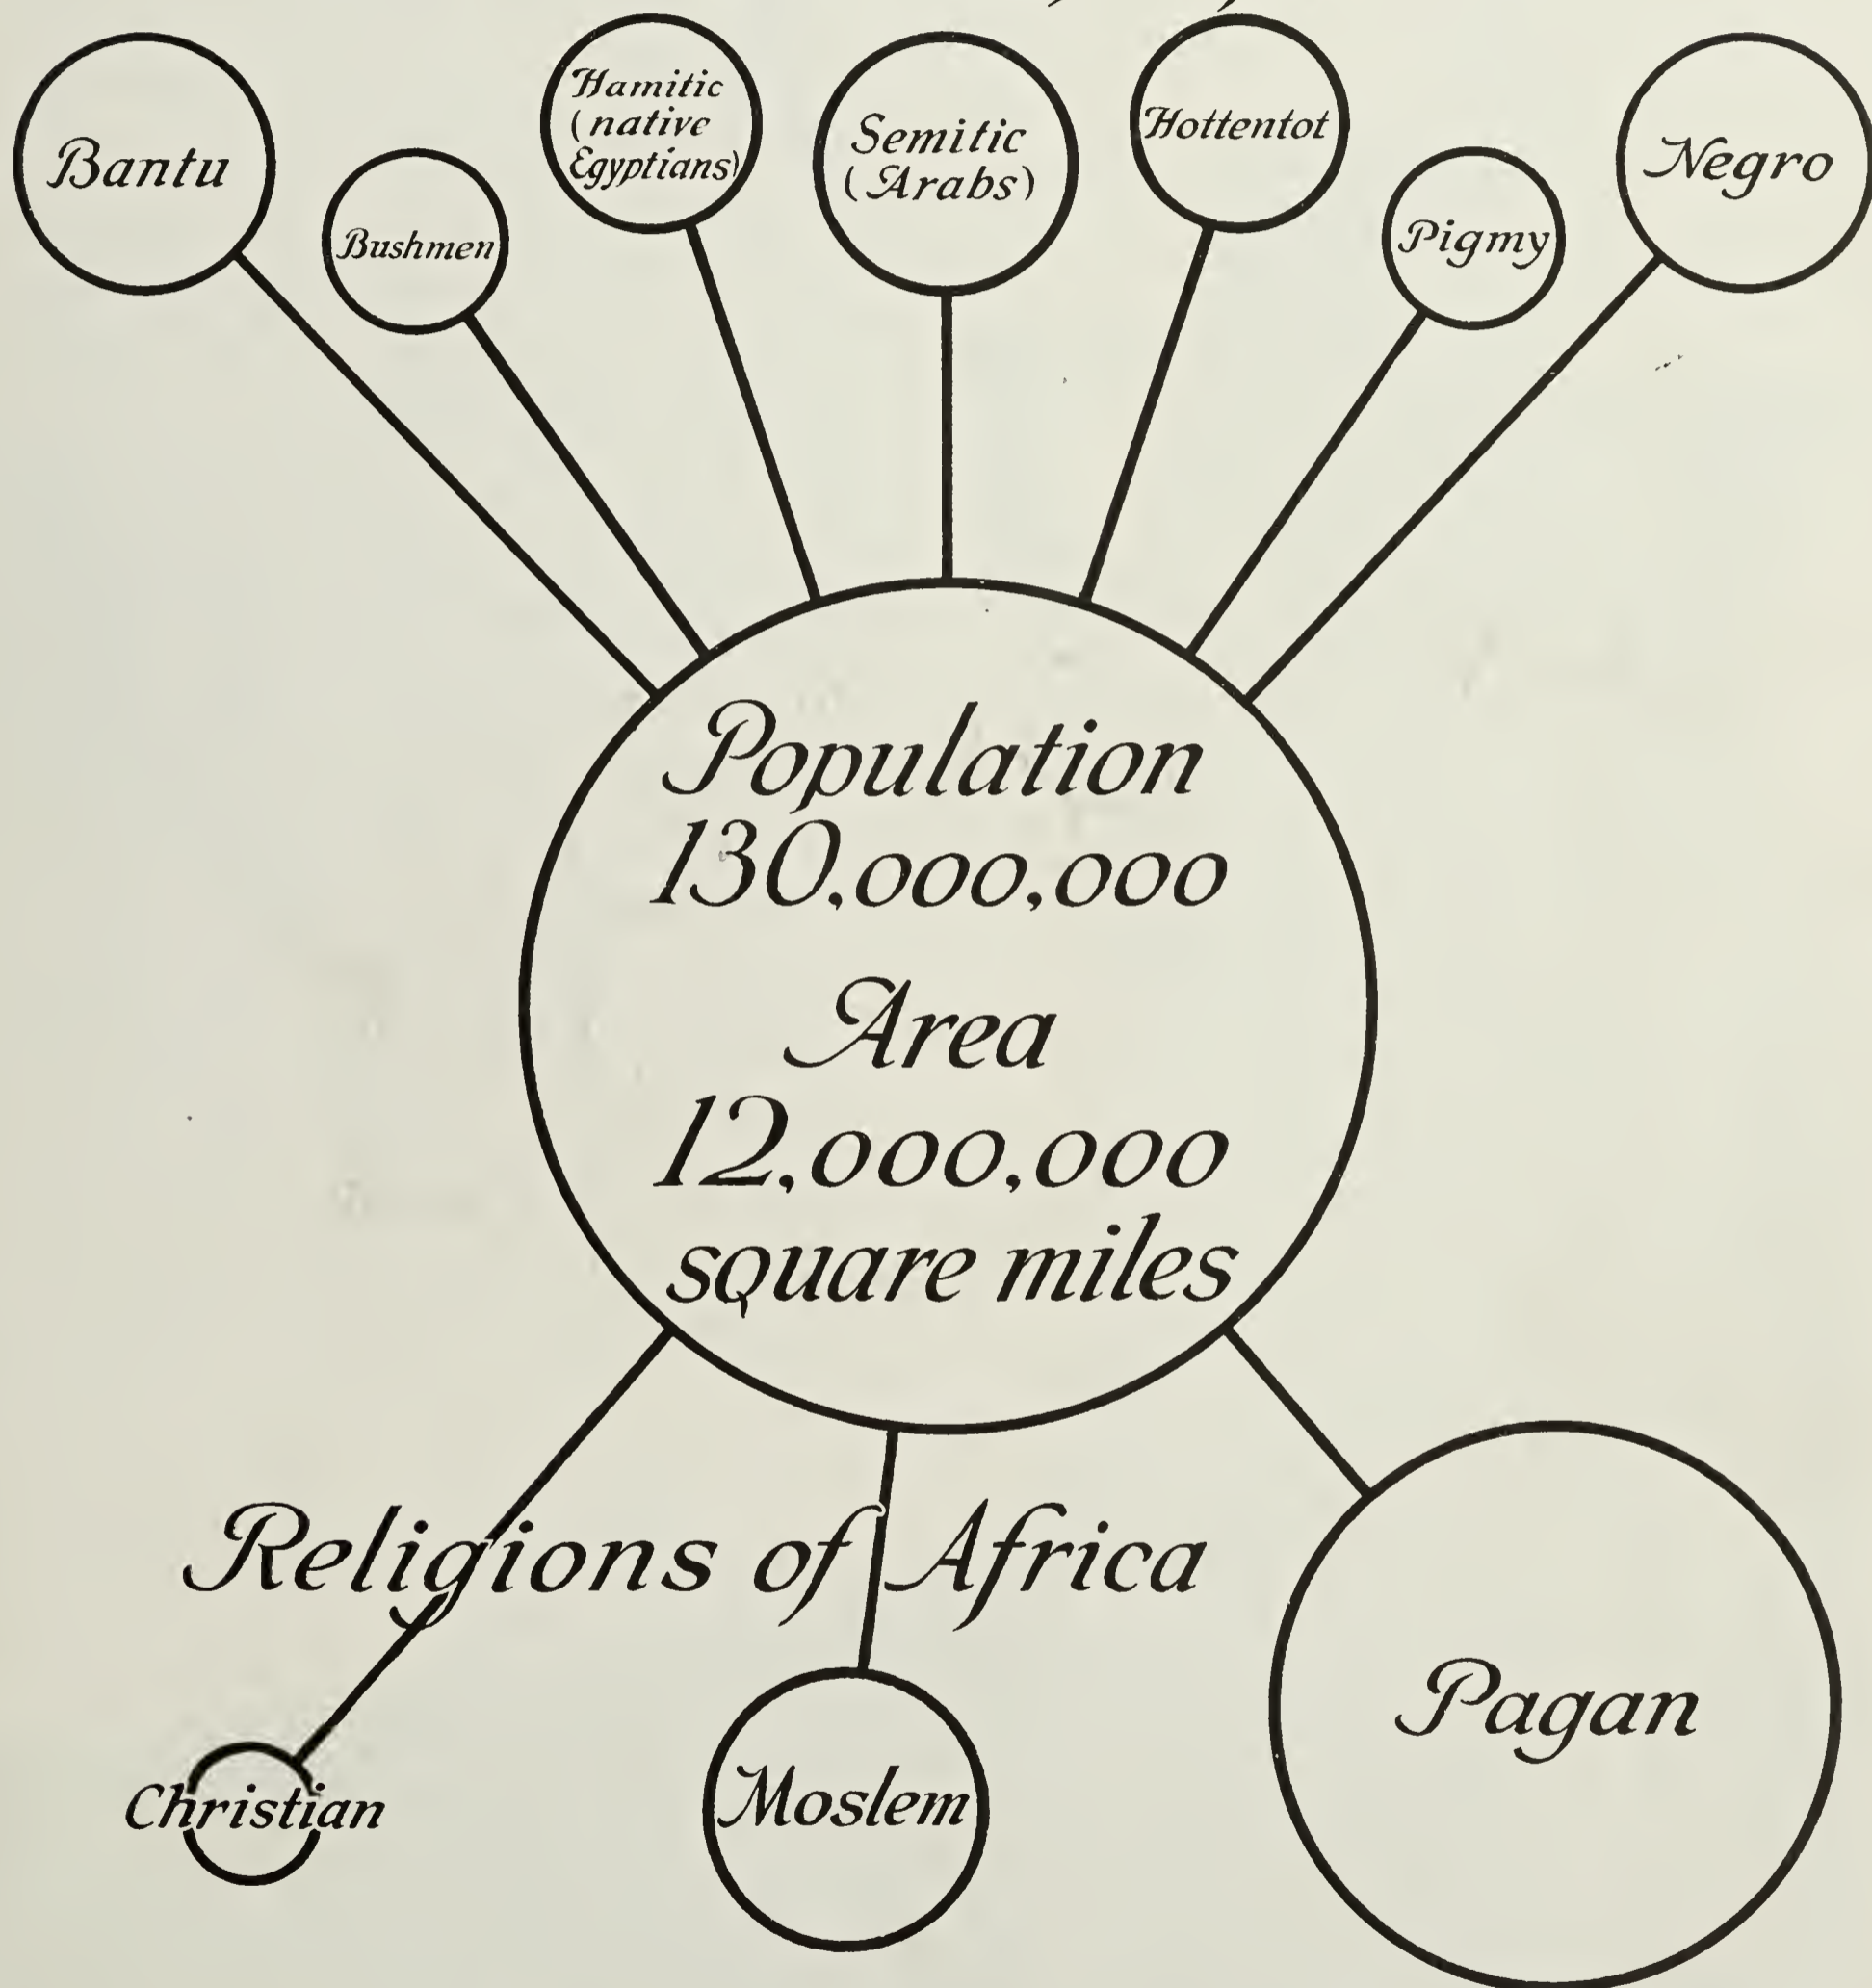 Bantu
Bushmen
Hamitic
(native
Egyptians)
Semitic
(Arabs)
Hottentot
Pigmy
Negro
Population
130,000,000
Area
12,000,000
square miles
Religions of Africa
Christian
Moslem
Pagan